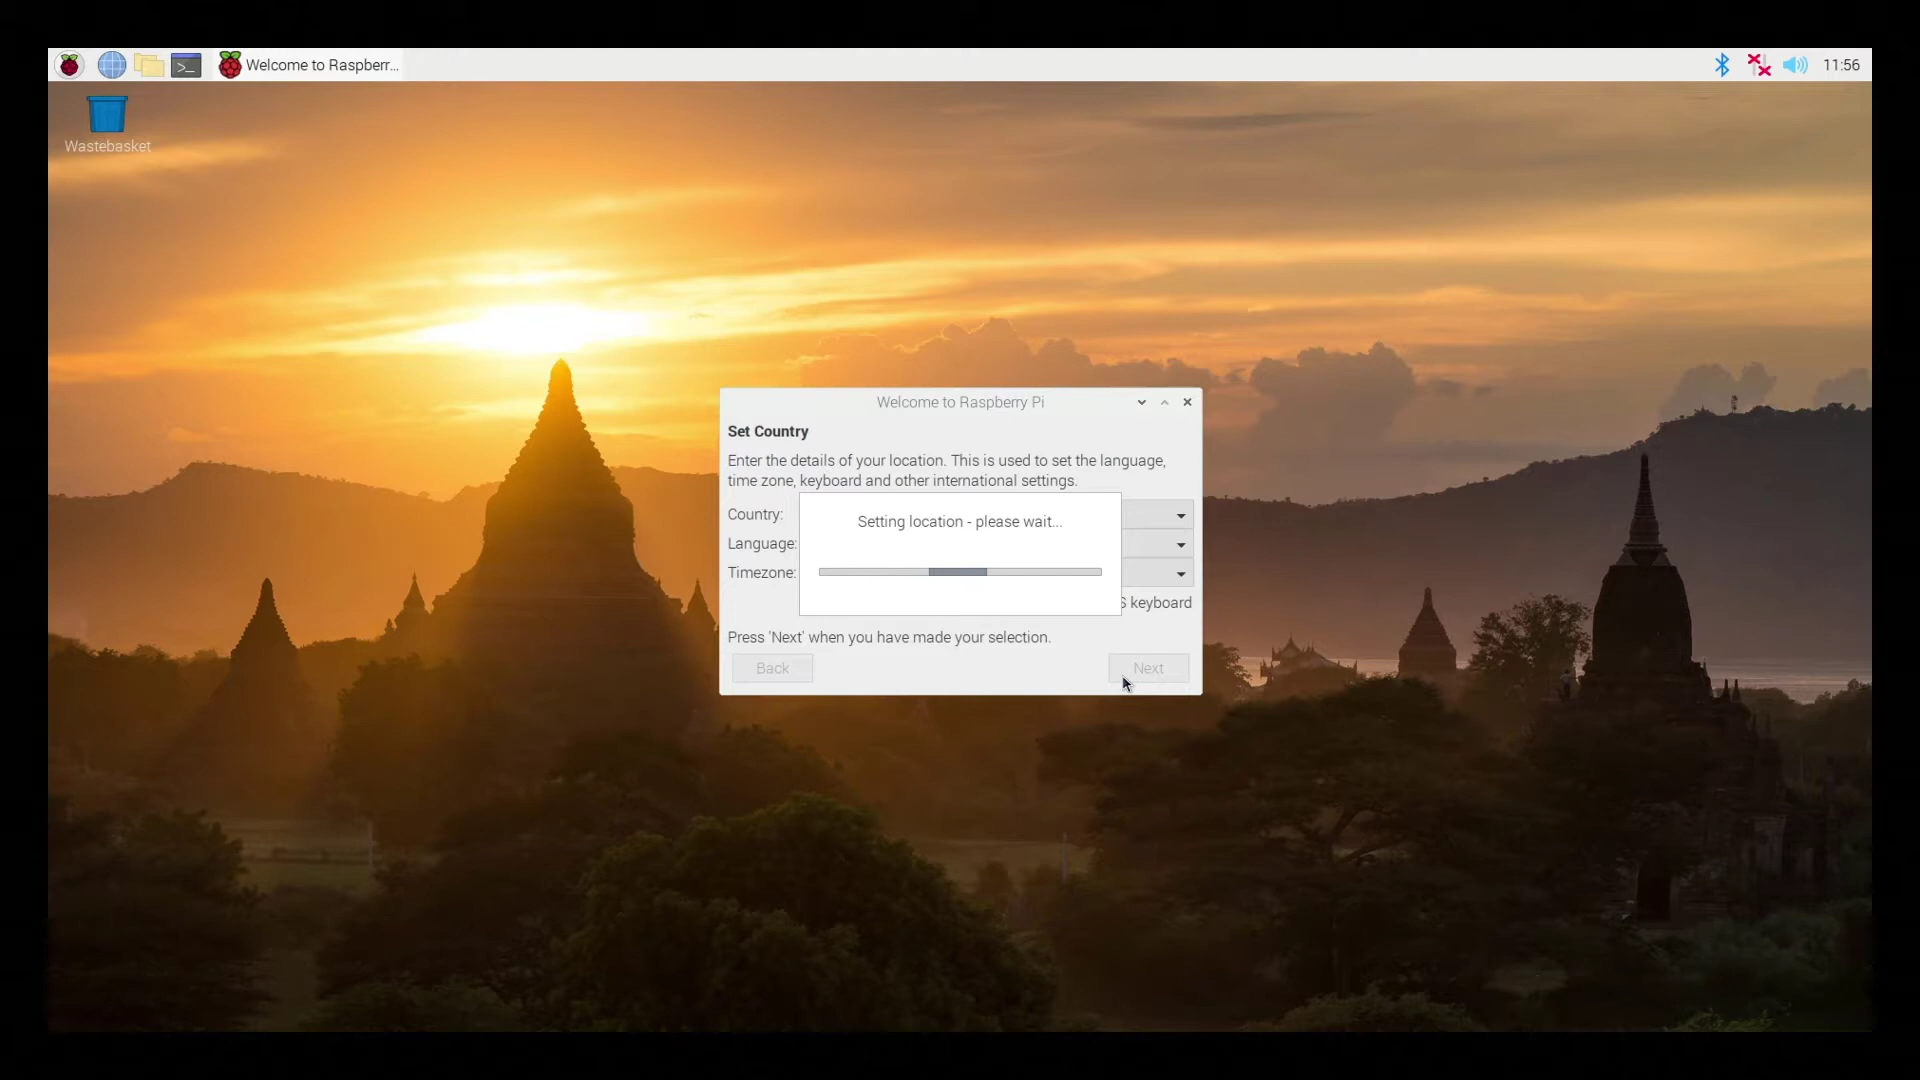 Welcome to Raspberr...
11:56
Wastebasket
Welcome to Raspberry Pi
Set Country
Enter the details of your location. This is used to set the language,
time zone, keyboard and other international settings.
Country:
Setting location - please wait...
Language:
Timezone:
keyboard
Press 'Next' when you have made your selection.
Back
Next